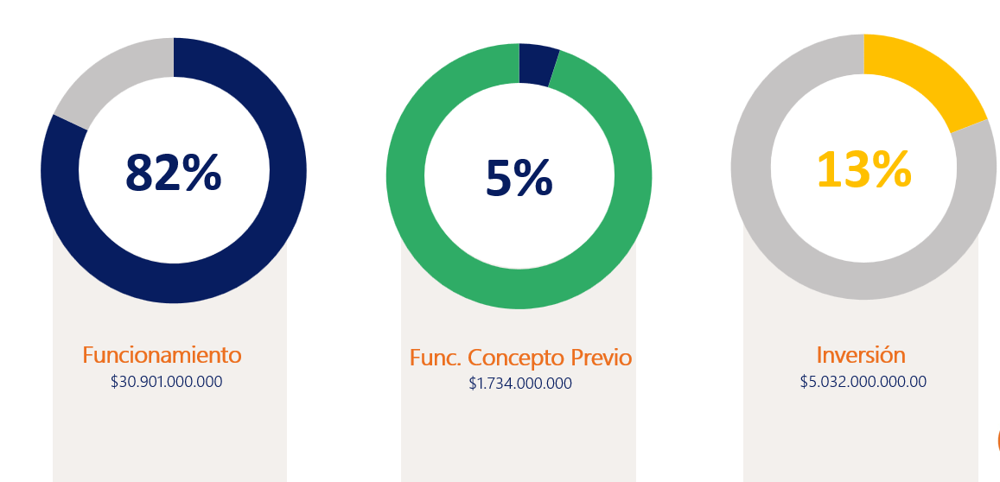 82%
Funcionamiento
$30.901.000.000
5%
Func. Concepto Previo
$1.734.000.000
13%
Inversión
$5.032.000.000.00